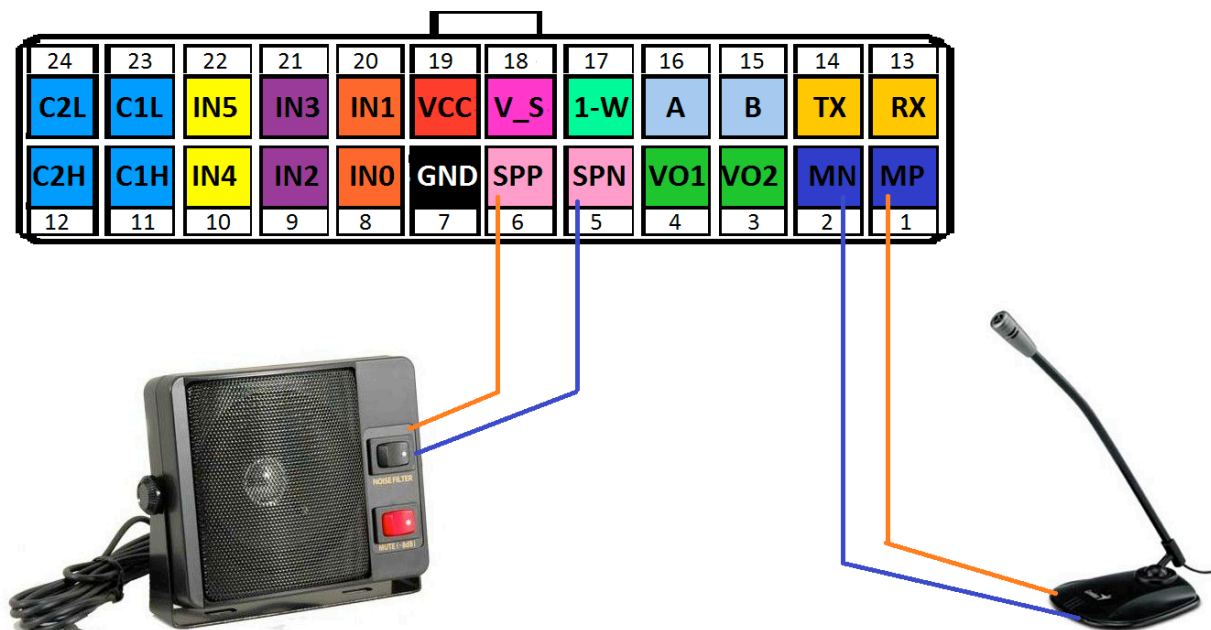 24 23 22 21 20 19 18 17 16 15 14 13
C2L C1L IN5 IN3 IN1 VCC V_S 1-W A B TX RX
C2H C1H IN4 IN2 IN0 GND SPP SPN VO1 VO2 MN MP
12 11 10 9 8 7 6 5 4 3 2 1
NOISE FILTER
MUTE (-8dB)